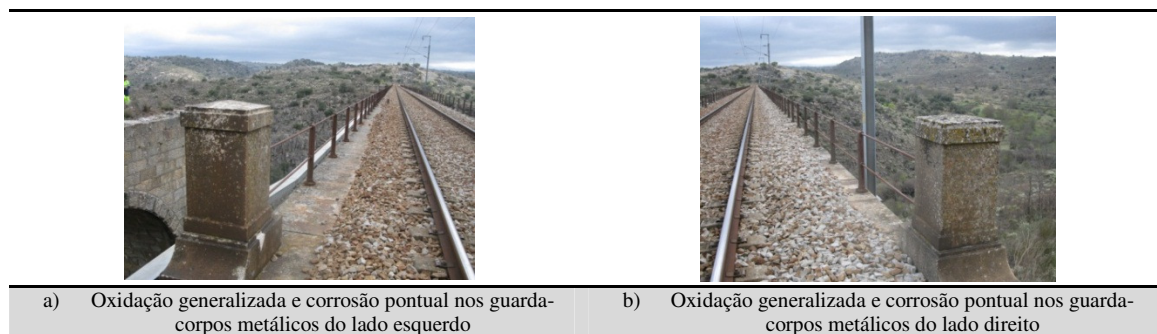 a) Oxidação generalizada e corrosão pontual nos guarda-
corpos metálicos do lado esquerdo
b) Oxidação generalizada e corrosão pontual nos guarda-
corpos metálicos do lado direito